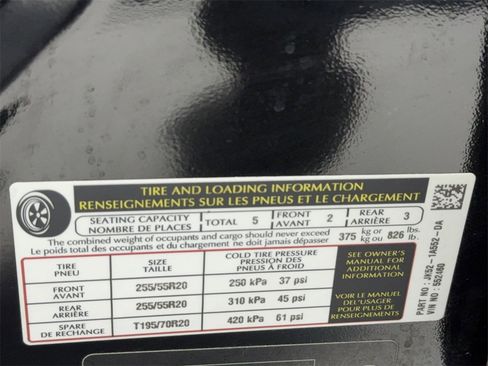 TIRE AND LOADING INFORMATION
RENSEIGNEMENTS SUR LES PNEUS ET LE CHARGEMENT
SEATING CAPACITY
NOMBRE DE PLACES
TOTAL 5
FRONT
AVANT 2
REAR
ARRIÈRE 3
The combined weight of occupants and cargo should never exceed
Le poids total des occupants et du chargement ne doit jamais dépasser
375 kg or 826 lbs.
kg ou lb.
TIRE
PNEU
SIZE
TAILLE
COLD TIRE PRESSURE
PRESSION DES PNEUS À FROID
FRONT
AVANT
255/55R20
250 kPa 37 psi
REAR
ARRIÈRE
255/55R20
310 kPa 45 psi
SPARE
DE RECHANGE
T195/70R20
420 kPa 61 psi
SEE OWNER'S
MANUAL FOR
ADDITIONAL
INFORMATION
VOIR LE MANUEL
DE L'USAGER
POUR PLUS DE
RENSEIGNEMENTS
PART NO
VIN NO : 552460